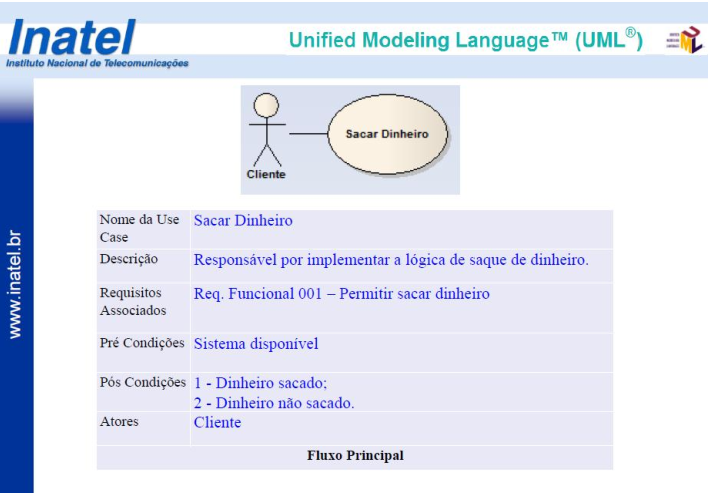 Inatel
Instituto Nacional de Telecomunicações
Unified Modeling Language™ (UML®)
www.inatel.br
Sacar Dinheiro
Cliente
Nome da Use Sacar Dinheiro
Case
Descrição Responsável por implementar a lógica de saque de dinheiro.
Requisitos Req. Funcional 001 – Permitir sacar dinheiro
Associados
Pré Condições Sistema disponível
Pós Condições 1 - Dinheiro sacado;
2 - Dinheiro não sacado.
Atores Cliente
Fluxo Principal